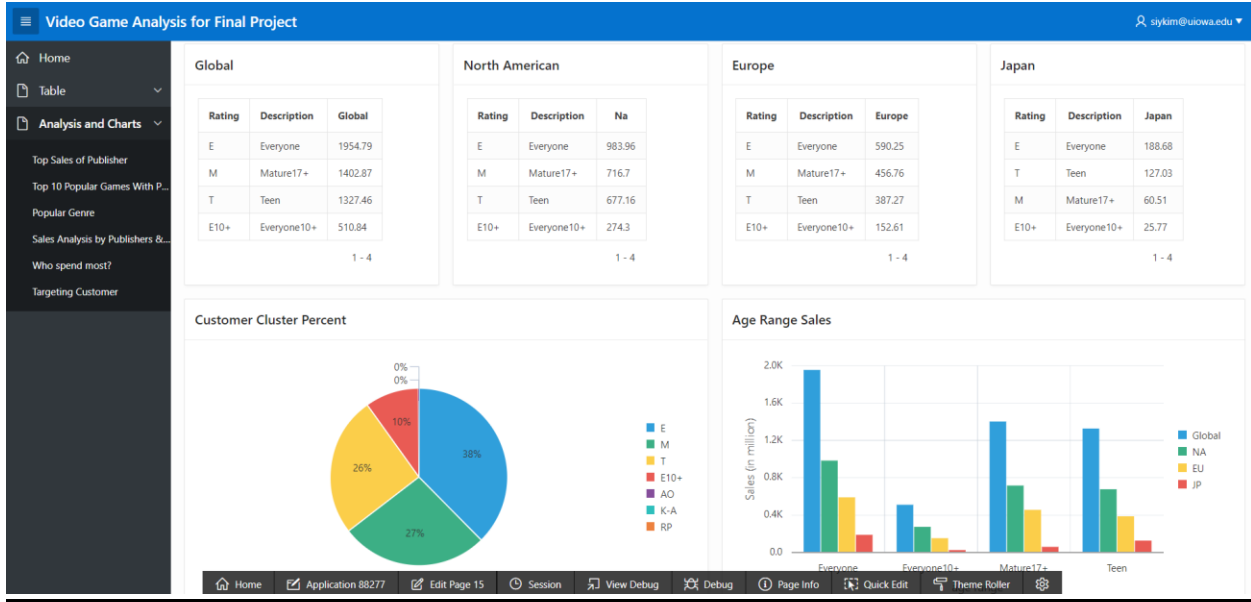 Video Game Analysis for Final Project
siykim@uiowa.edu
Home
Table
Analysis and Charts
Top Sales of Publisher
Top 10 Popular Games With P...
Popular Genre
Sales Analysis by Publishers &...
Who spend most?
Targeting Customer
Global
Rating Description Global
E Everyone 1954.79
M Mature17+ 1402.87
T Teen 1327.46
E10+ Everyone10+ 510.84
1 - 4
North American
Rating Description Na
E Everyone 983.96
M Mature17+ 716.7
T Teen 677.16
E10+ Everyone10+ 274.3
1 - 4
Europe
Rating Description Europe
E Everyone 590.25
M Mature17+ 456.76
T Teen 387.27
E10+ Everyone10+ 152.61
1 - 4
Japan
Rating Description Japan
E Everyone 188.68
T Teen 127.03
M Mature17+ 60.51
E10+ Everyone10+ 25.77
1 - 4
Customer Cluster Percent
0%
0%
10%
38%
26%
27%
E
M
T
E10+
AO
K-A
RP
Age Range Sales
Sales (in million)
2.0K
1.6K
1.2K
0.8K
0.4K
0.0
Everyone Everyone10+ Mature17+ Teen
Global
NA
EU
JP
Home Application 88277 Edit Page 15 Session View Debug Debug Page Info Quick Edit Theme Roller